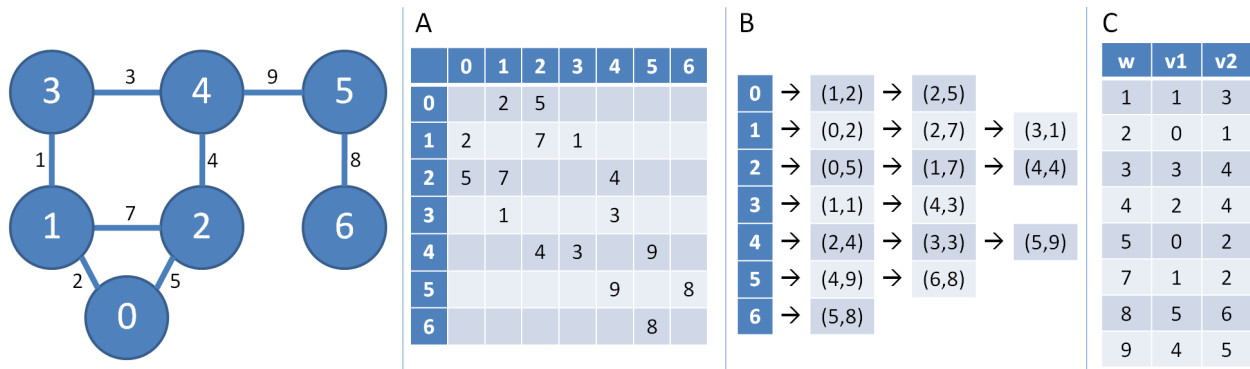 3 3 4 9 5
1 4 8
1 7 2 6
2 5
0
A
0 1 2 3 4 5 6
0 2 5
1 2 7 1
2 5 7 4
3 1 3
4 4 3 9
5 9 8
6 8
B
0 → (1,2) → (2,5)
1 → (0,2) → (2,7) → (3,1)
2 → (0,5) → (1,7) → (4,4)
3 → (1,1) → (4,3)
4 → (2,4) → (3,3) → (5,9)
5 → (4,9) → (6,8)
6 → (5,8)
C
w v1 v2
1 1 3
2 0 1
3 3 4
4 2 4
5 0 2
7 1 2
8 5 6
9 4 5